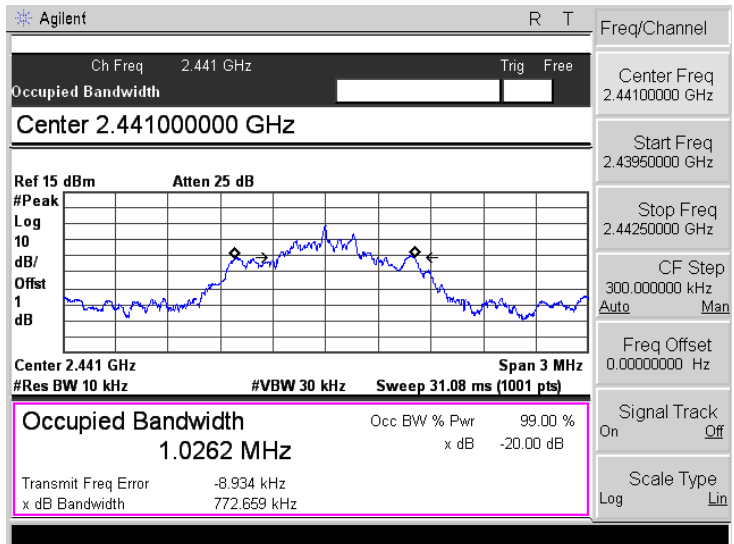 Agilent R T
Freq/Channel
Ch Freq 2.441 GHz Trig Free
Occupied Bandwidth
Center 2.441000000 GHz
Ref 15 dBm Atten 25 dB
#Peak
Log
10
dB/
Offst
1
dB
Center 2.441 GHz Span 3 MHz
#Res BW 10 kHz #VBW 30 kHz Sweep 31.08 ms (1001 pts)
Occupied Bandwidth
1.0262 MHz
Occ BW % Pwr 99.00 %
x dB -20.00 dB
Transmit Freq Error -8.934 kHz
x dB Bandwidth 772.659 kHz
Center Freq
2.44100000 GHz
Start Freq
2.43950000 GHz
Stop Freq
2.44250000 GHz
CF Step
300.000000 kHz
Auto Man
Freq Offset
0.00000000 Hz
Signal Track
On Off
Scale Type
Log Lin